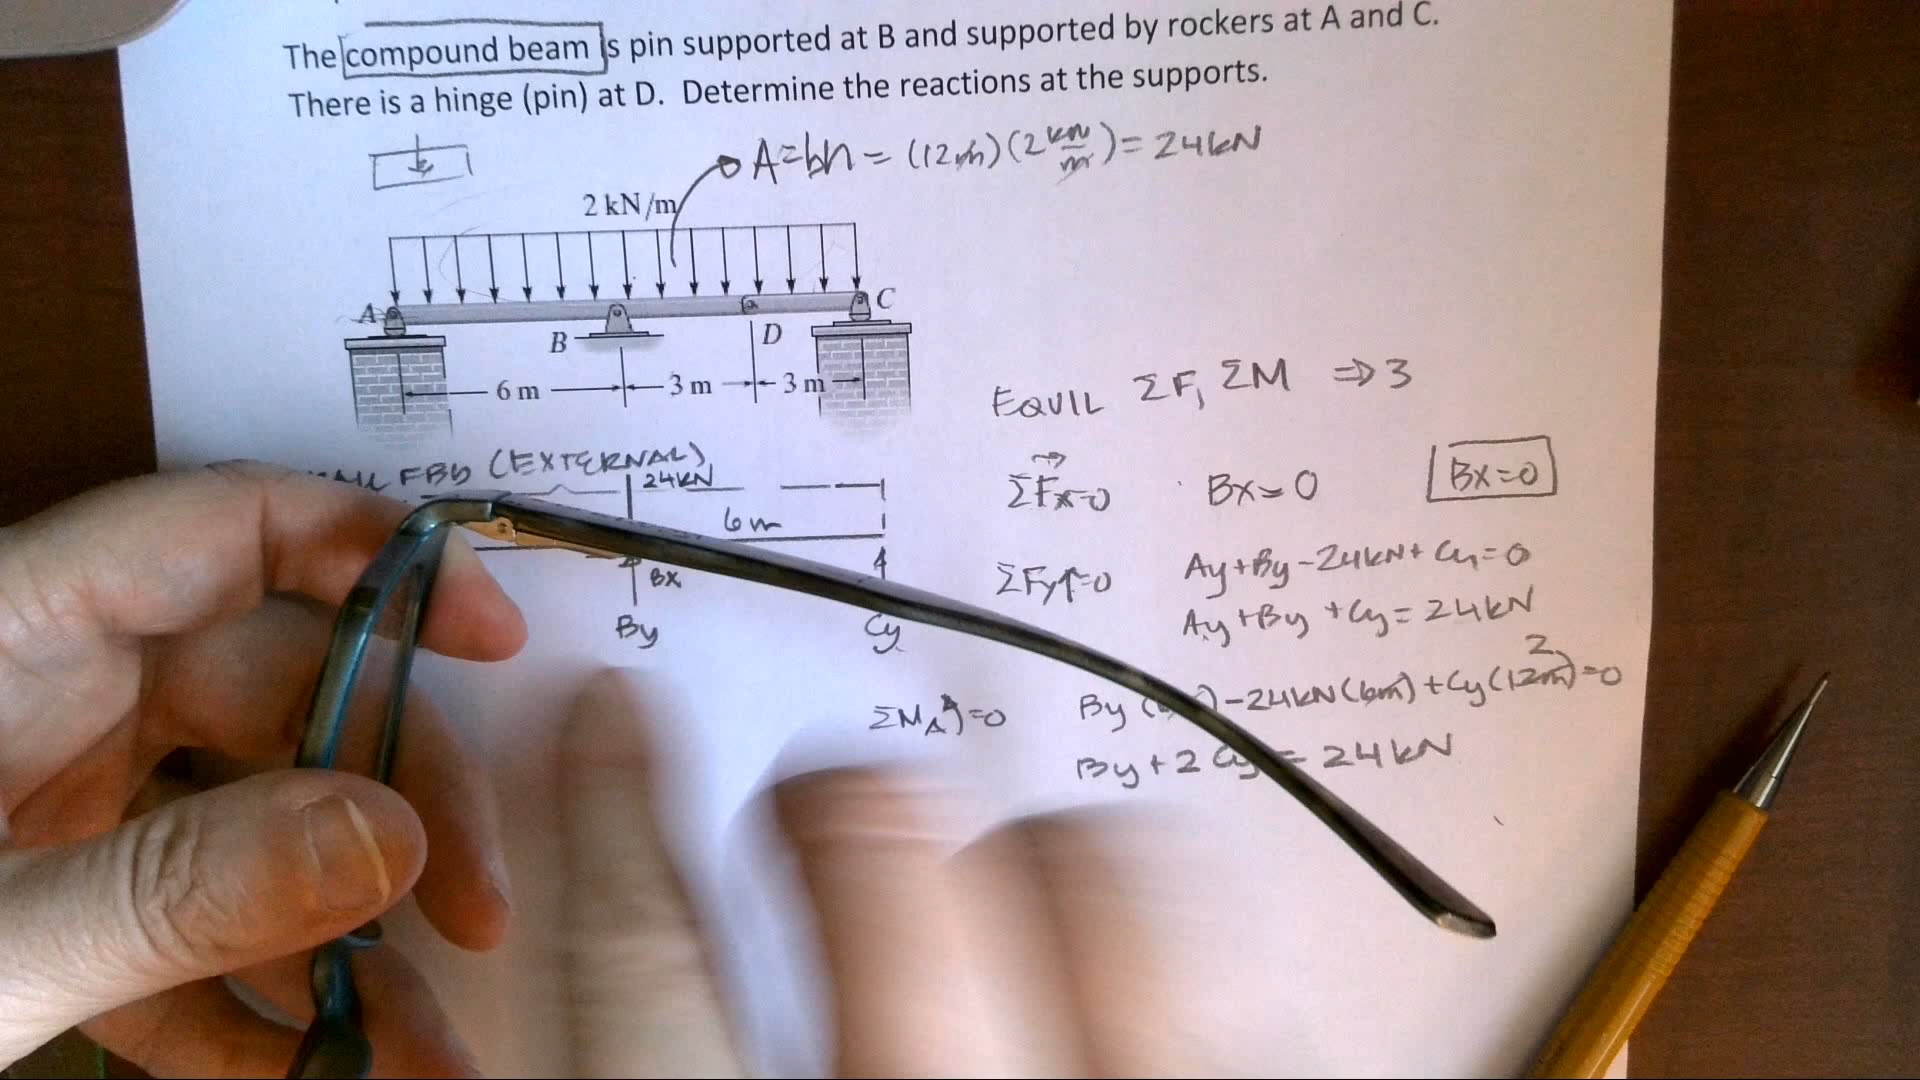 The compound beam is pin supported at B and supported by rockers at A and C.
There is a hinge (pin) at D. Determine the reactions at the supports.
A=bh = (12m)(2 kN/m) = 24kN
2 kN/m
A
B
D
C
6 m
3 m
3 m
EQUIL ΣF, ΣM ⇒ 3
FBD (EXTERNAL)
24kN
6m
Bx
By
Cy
ΣFx=0 Bx=0 Bx=0
ΣFy↑=0 Ay+By-24kN+Cy=0
Ay+By+Cy=24kN
2
ΣMA=0 By( )-24kN(6m)+Cy(12m)=0
By+2Cy=24kN